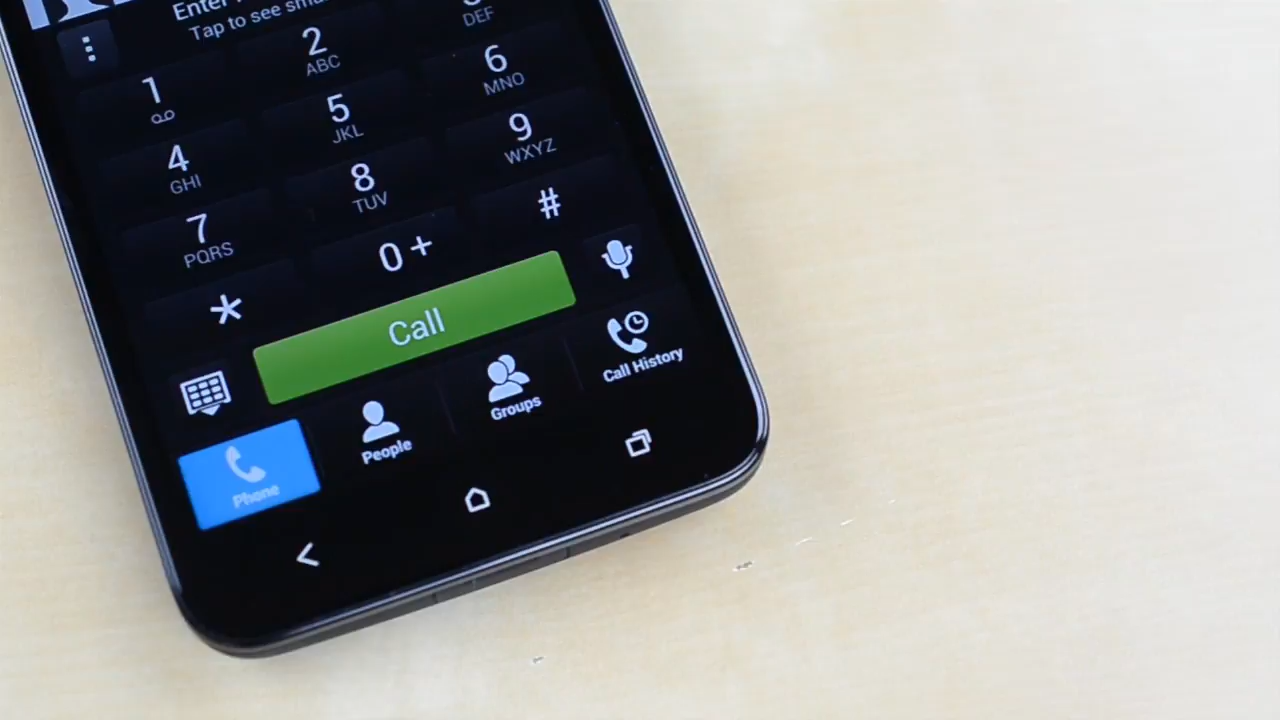 Enter
Tap to see
1
2
ABC
DEF
4
GHI
5
JKL
6
MNO
7
PQRS
8
TUV
9
WXYZ
*
0 +
#
Call
Phone
People
Groups
Call History